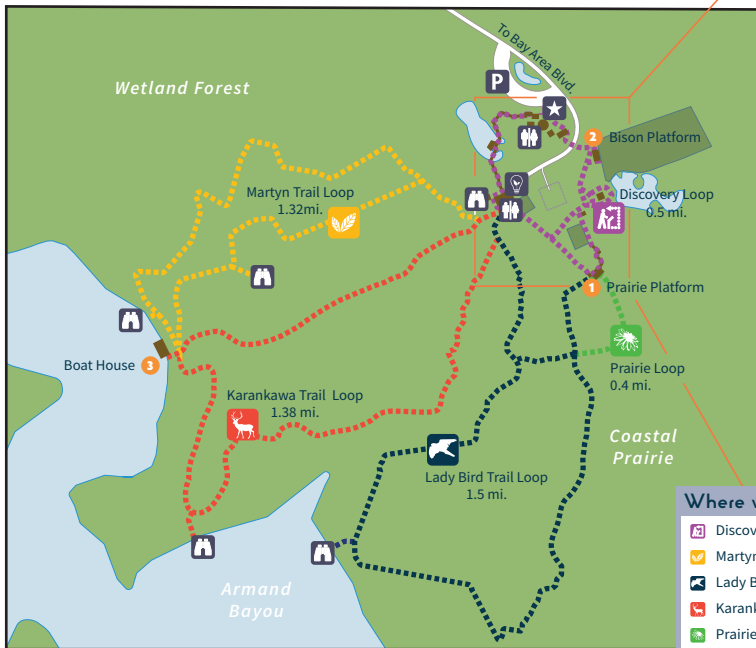 To Bay Area Blvd.
Wetland Forest
P
2 Bison Platform
Martyn Trail Loop
1.32mi.
Discovery Loop
0.5 mi.
1 Prairie Platform
Boat House 3
Prairie Loop
0.4 mi.
Karankawa Trail Loop
1.38 mi.
Coastal
Prairie
Lady Bird Trail Loop
1.5 mi.
Armand
Bayou
Where
Discov
Martyn
Lady B
Karank
Prairie